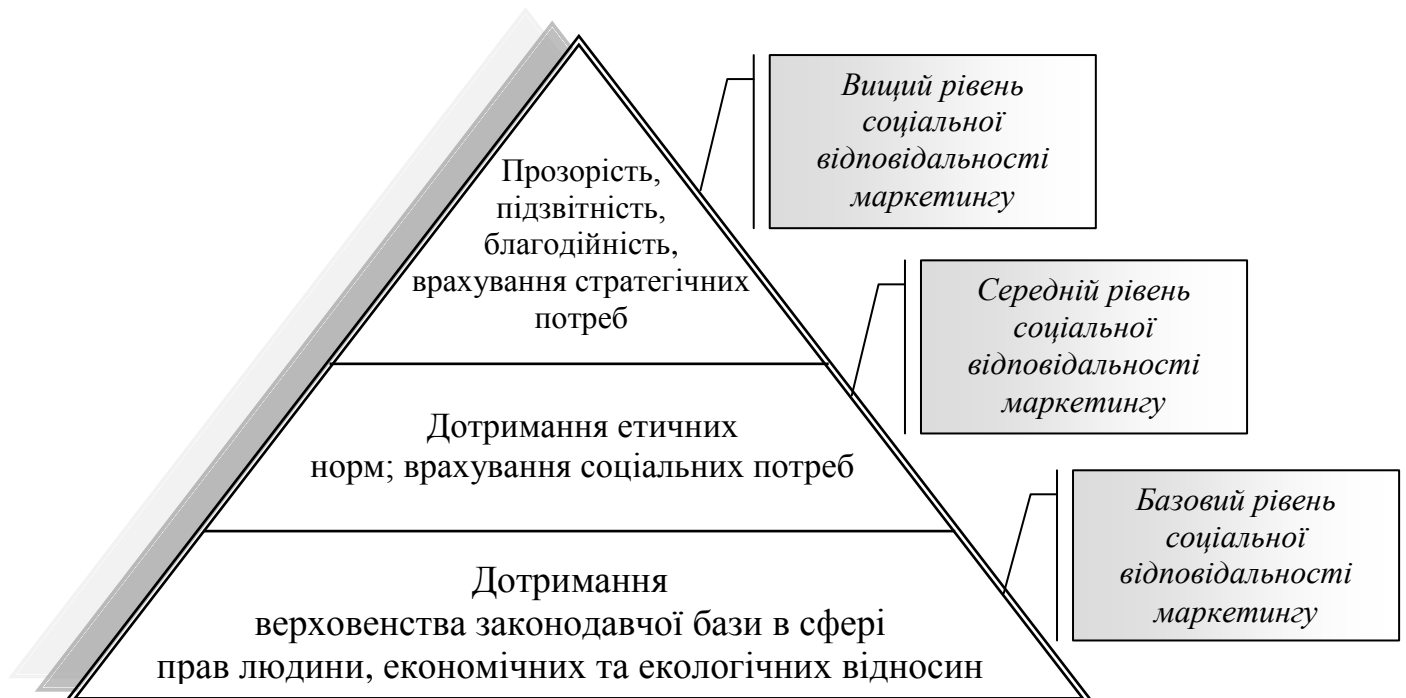 Вищий рівень
соціальної
відповідальності
маркетингу
Прозорість,
підзвітність,
благодійність,
врахування стратегічних
потреб
Середній рівень
соціальної
відповідальності
маркетингу
Дотримання етичних
норм; врахування соціальних потреб
Базовий рівень
соціальної
відповідальності
маркетингу
Дотримання
верховенства законодавчої бази в сфері
прав людини, економічних та екологічних відносин